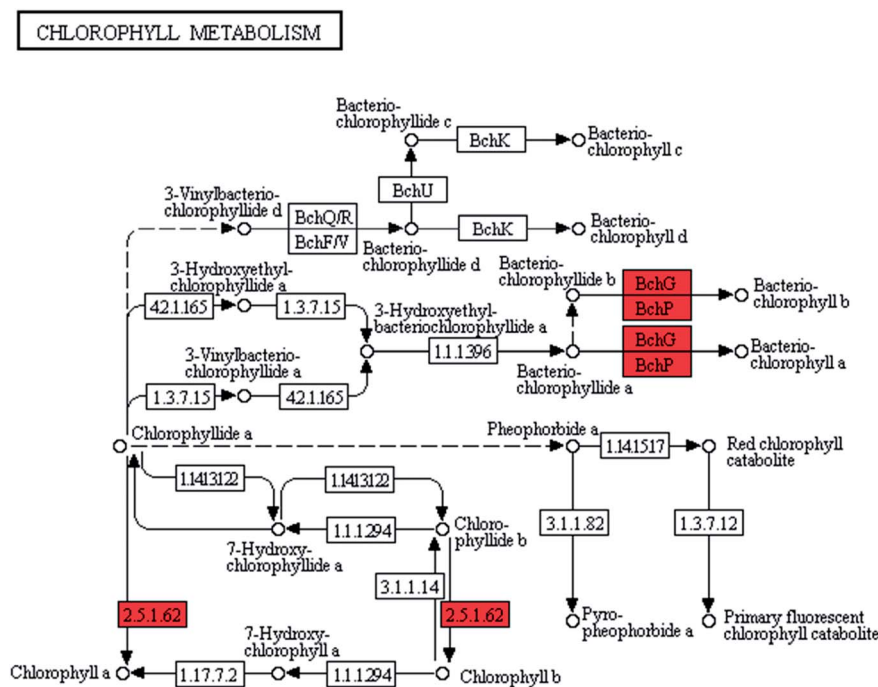 CHLOROPHYLL METABOLISM
Bacterio-
chlorophyllide c
BchK
Bacterio-
chlorophyll c
BchU
3-Vinylbacterio-
chlorophyllide d
BchQ/R
BchF/V
Bacterio-
chlorophyllide d
BchK
Bacterio-
chlorophyll d
3-Hydroxyethyl-
chlorophyllide a
4.2.1.165
1.3.7.15
3-Hydroxyethyl-
bacteriochlorophyllide a
Bacterio-
chlorophyllide b
BchG
BchP
Bacterio-
chlorophyll b
1.1.1.396
BchG
BchP
Bacterio-
chlorophyll a
Bacterio-
chlorophyllide a
3-Vinylbacterio-
chlorophyllide a
1.3.7.15
4.2.1.165
Chlorophyllide a
Pheophorbide a
1.14.15.17
Red chlorophyll
catabolite
1.14.13.122
1.14.13.122
7-Hydroxy-
chlorophyllide a
1.1.1.294
Chloro-
phyllide b
3.1.1.82
1.3.7.12
3.1.1.14
2.5.1.62
2.5.1.62
Pyro-
pheophorbide a
Primary fluorescent
chlorophyll catabolite
7-Hydroxy-
chlorophyll a
Chlorophyll a
1.17.7.2
1.1.1.294
Chlorophyll b